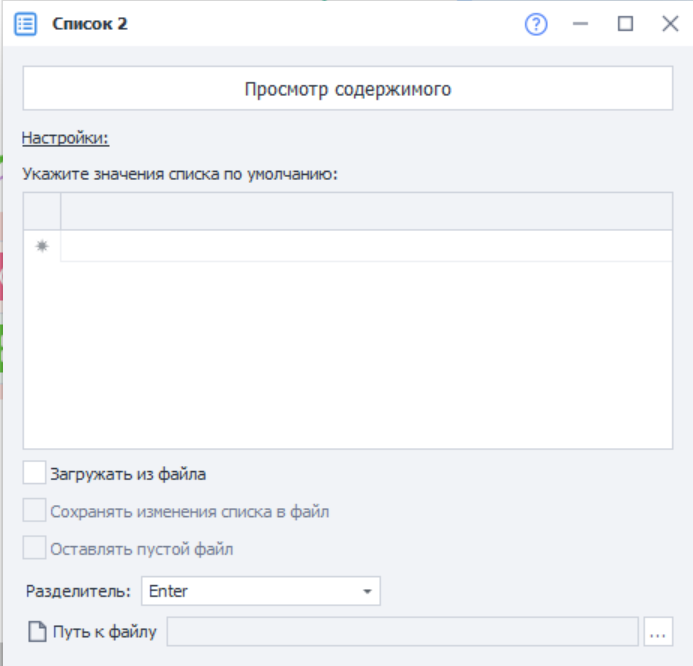 Список 2
Просмотр содержимого
Настройки:
Укажите значения списка по умолчанию:
Загружать из файла
Сохранять изменения списка в файл
Оставлять пустой файл
Разделитель: Enter
Путь к файлу ...